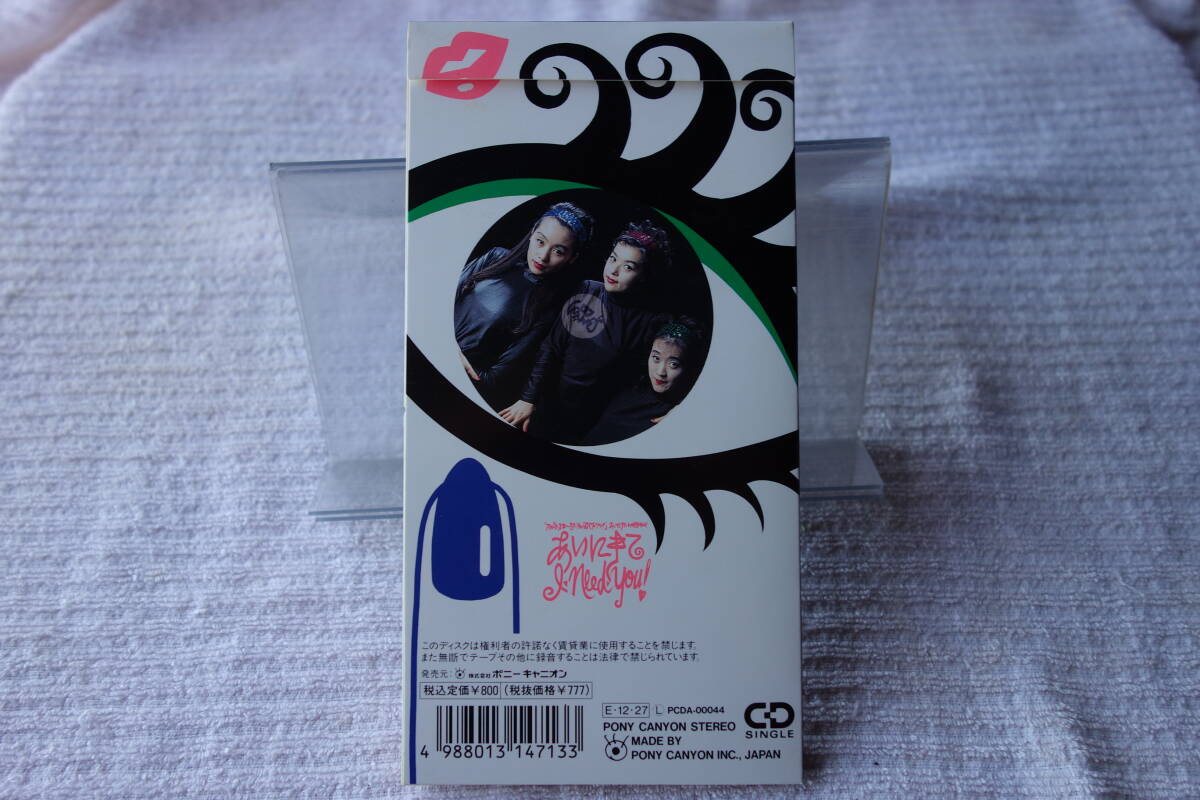 あいにきて
I・Need・You!
このディスクは権利者の許諾なく賃貸業に使用することを禁じます。
また無断でテープその他に録音することは法律で禁じられています。
発売元: 株式会社 ポニーキャニオン
税込定価¥800 (税抜価格¥777)
E・12・27 L PCDA-00044
PONY CANYON STEREO
MADE BY
PONY CANYON INC., JAPAN
CD
SINGLE
4 988013 147133